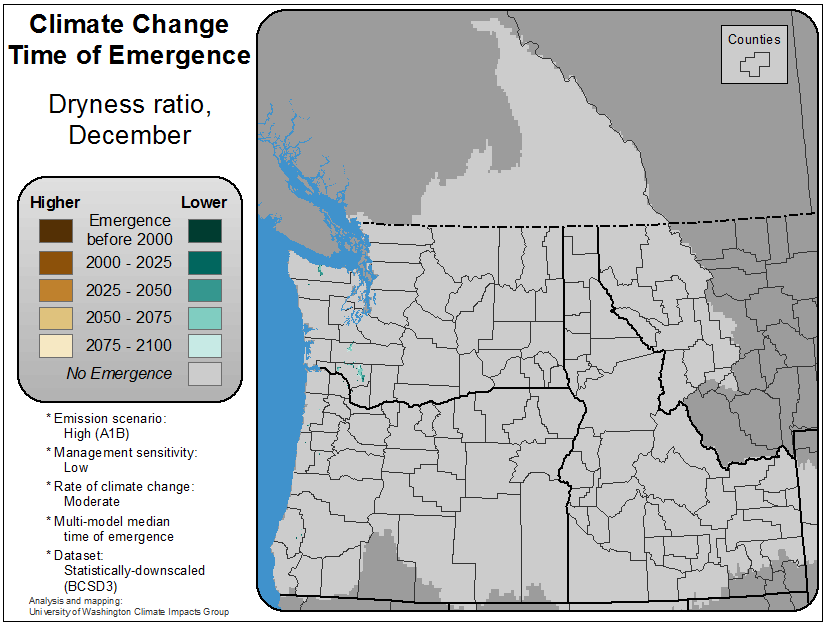 Climate Change
Time of Emergence
Dryness ratio,
December
Higher
Lower
Emergence
before 2000
2000 - 2025
2025 - 2050
2050 - 2075
2075 - 2100
No Emergence
* Emission scenario:
High (A1B)
* Management sensitivity:
Low
* Rate of climate change:
Moderate
* Multi-model median
time of emergence
* Dataset:
Statistically-downscaled
(BCSD3)
Analysis and mapping:
University of Washington Climate Impacts Group
Counties